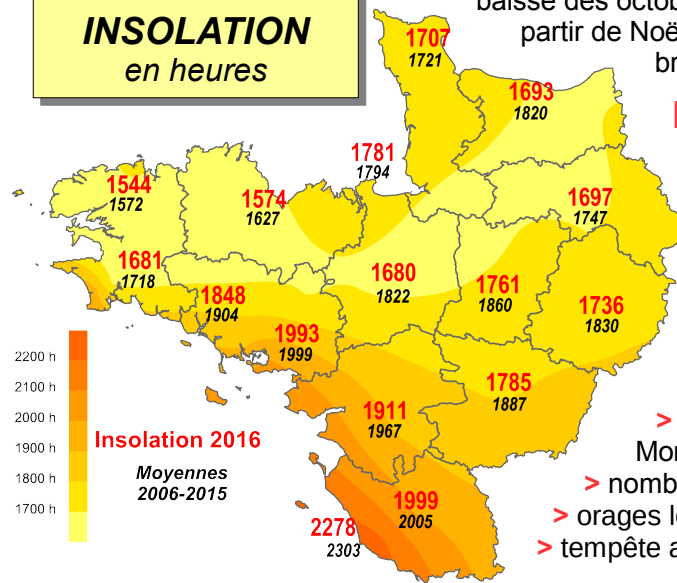 INSOLATION
en heures
baisse dès octob
partir de Noë
br
1707
1721
1693
1820
1781
1794
1544
1572
1574
1627
1697
1747
1681
1718
1680
1822
1761
1860
1848
1904
1736
1830
1993
1999
1785
1887
1911
1967
1999
2005
2278
2303
2200 h
2100 h
2000 h
1900 h
1800 h
1700 h
Insolation 2016
Moyennes
2006-2015
>
Mor
> nomb
> orages l
> tempête a